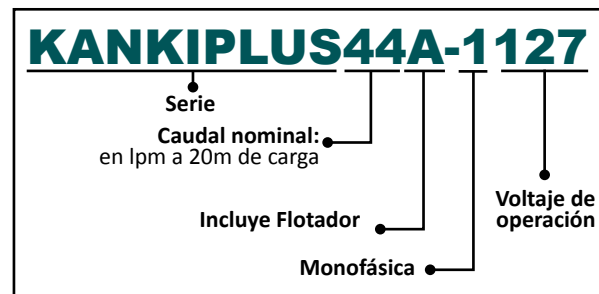 KANKIPLUS44A-1127
Serie
Caudal nominal:
en lpm a 20m de carga
Incluye Flotador
Voltaje de
operación
Monofásica